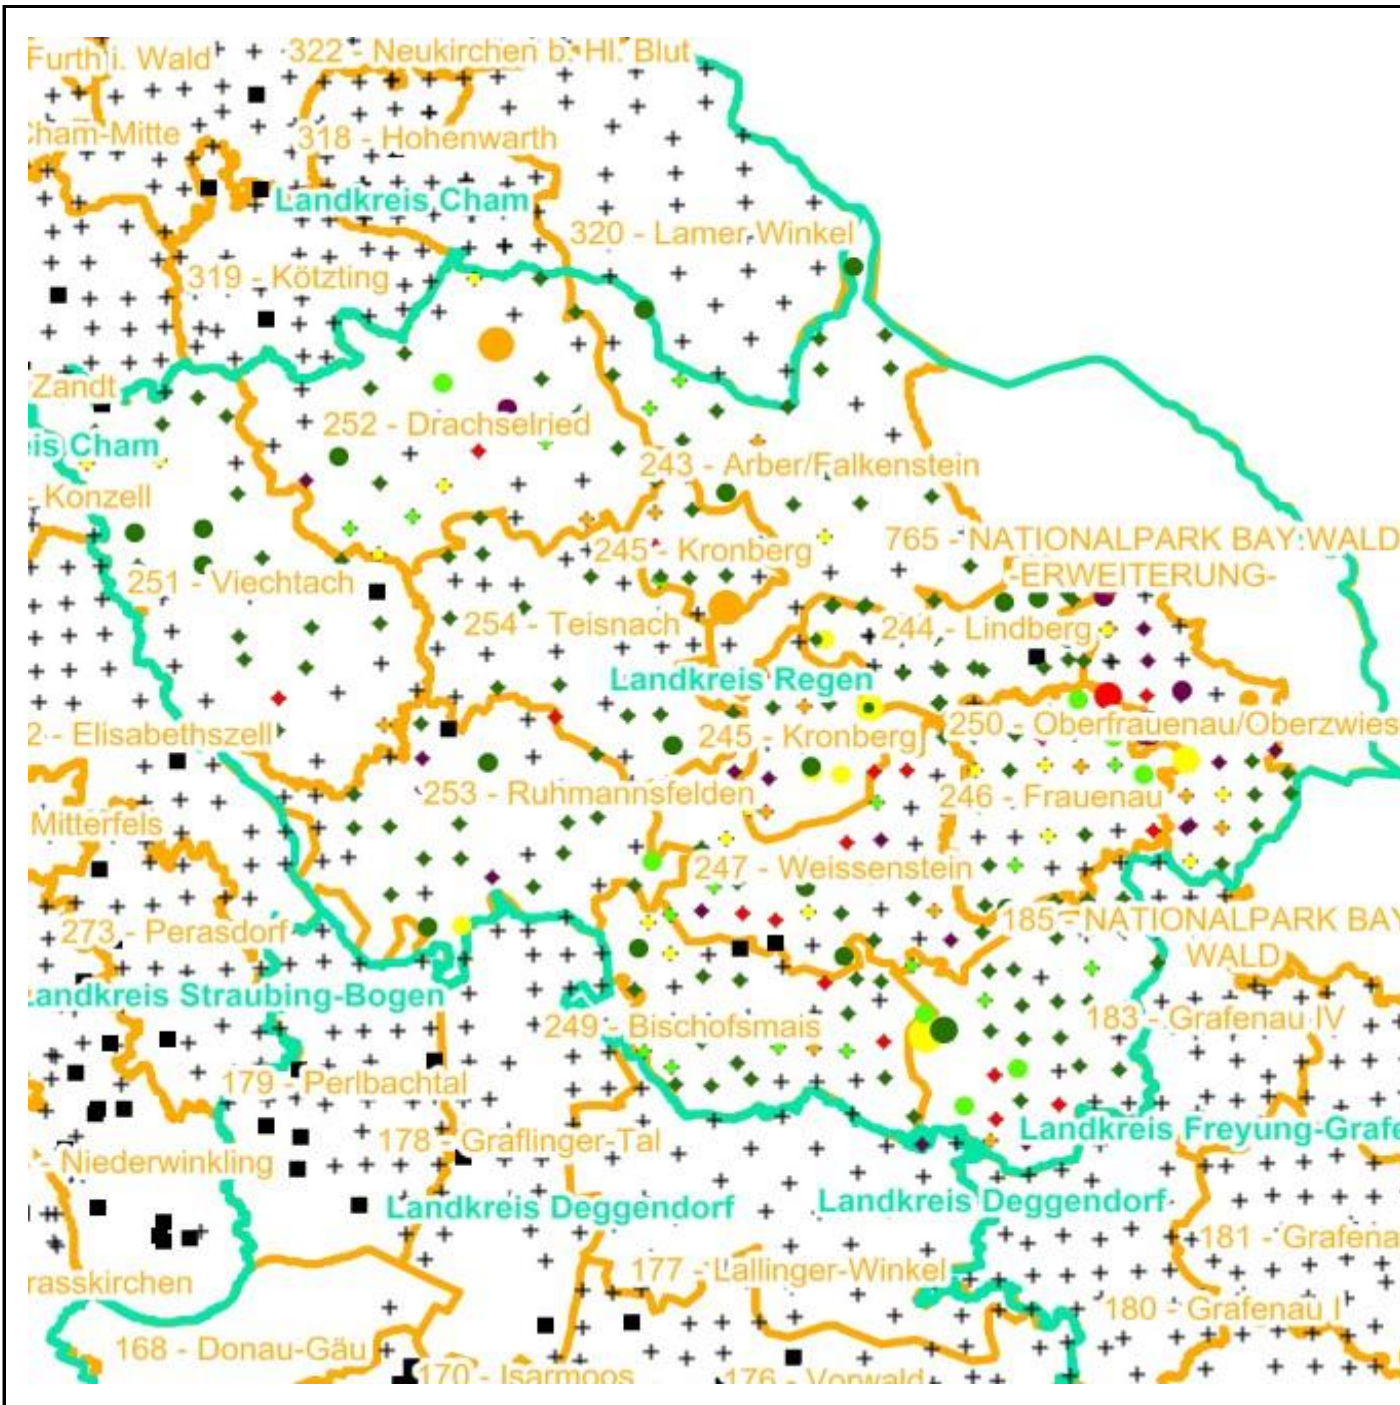 Furth i. Wald
322 - Neukirchen b. Hl. Blut
Cham-Mitte
318 - Hohenwarth
Landkreis Cham
320 - Lamer Winkel
319 - Kötzting
Zandt
252 - Drachselried
eis Cham
243 - Arber/Falkenstein
- Konzell
765 - NATIONALPARK BAY.WALD
245 - Kronberg
-ERWEITERUNG-
251 - Viechtach
254 - Teisnach
244 - Lindberg
Landkreis Regen
2 - Elisabethszell
245 - Kronberg
250 - Oberfrauenau/Oberzwies
253 - Ruhmannsfelden
246 - Frauenau
Mitterfels
247 - Weissenstein
273 - Perasdorf
185 - NATIONALPARK BAY
WALD
Landkreis Straubing-Bogen
249 - Bischofsmais
183 - Grafenau IV
179 - Perlbachtal
Landkreis Freyung-Grafe
178 - Graflinger-Tal
- Niederwinkling
Landkreis Deggendorf
Landkreis Deggendorf
181 - Grafena
177 - Lallinger-Winkel
rasskirchen
180 - Grafenau I
168 - Donau-Gäu
170 - Isarmoos
176 - Vorwald